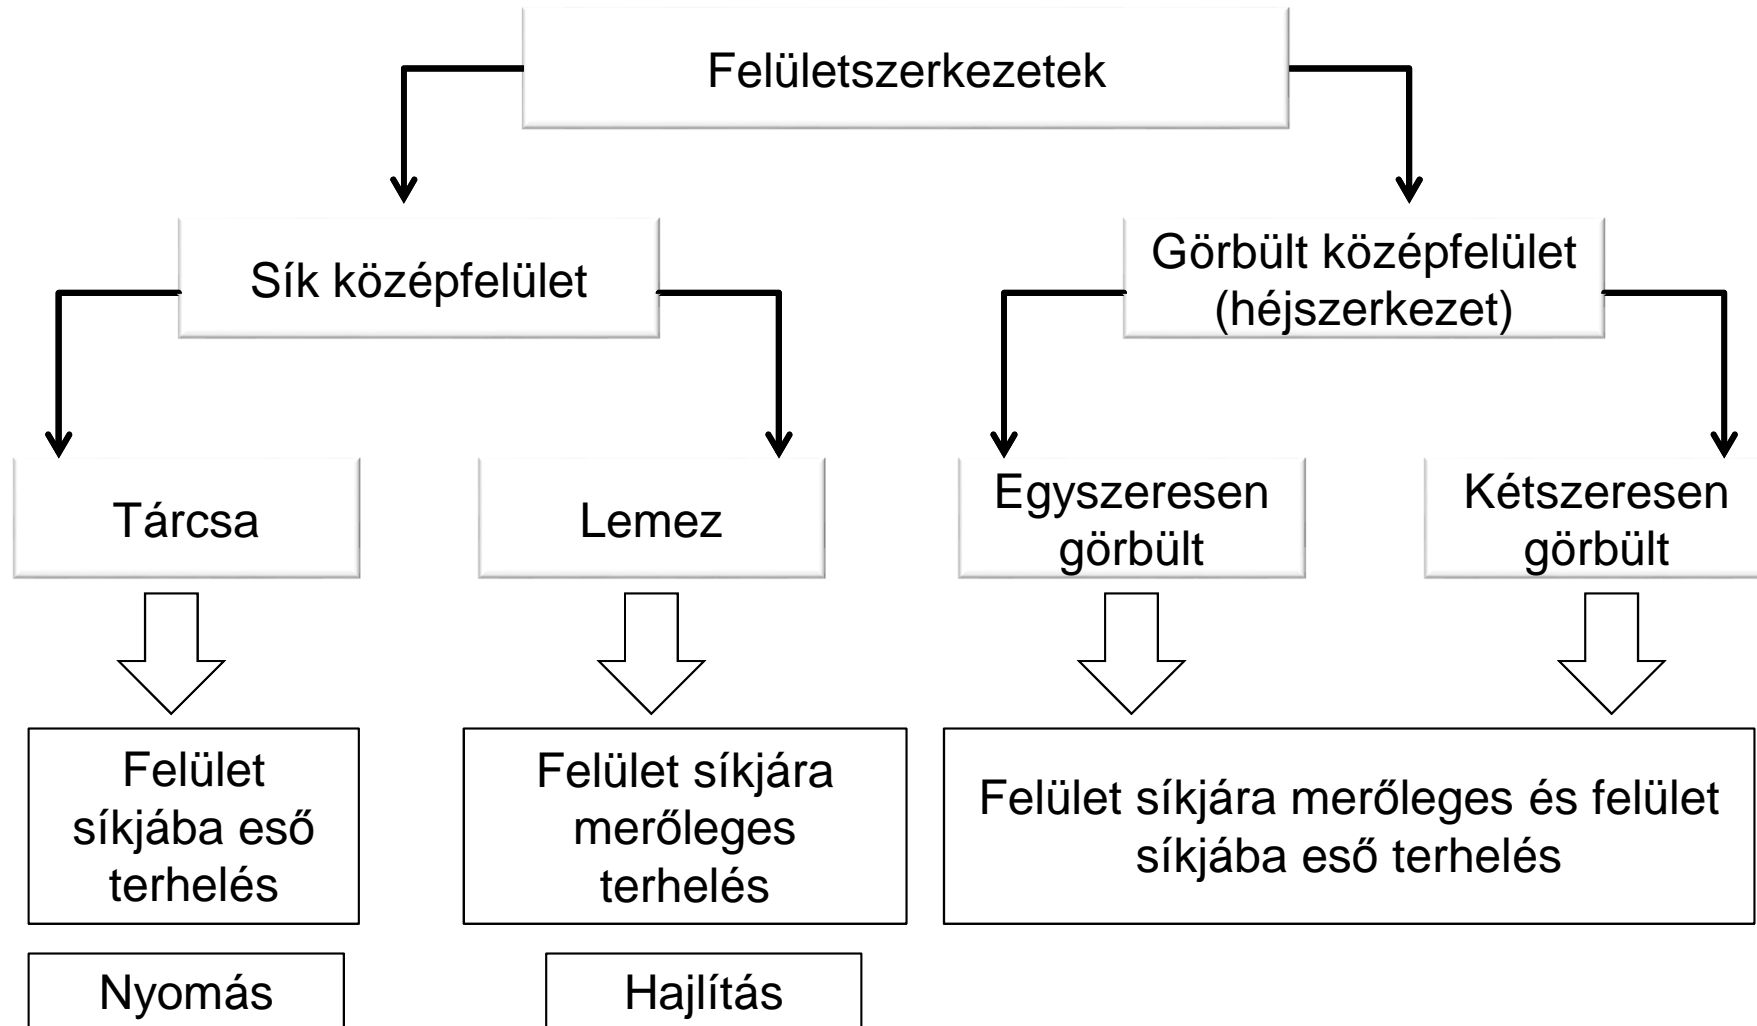 Felületszerkezetek
Sík középfelület
Görbült középfelület
(héjszerkezet)
Tárcsa
Lemez
Egyszeresen
görbült
Kétszeresen
görbült
Felület
síkjába eső
terhelés
Felület síkjára
merőleges
terhelés
Felület síkjára merőleges és felület
síkjába eső terhelés
Nyomás
Hajlítás